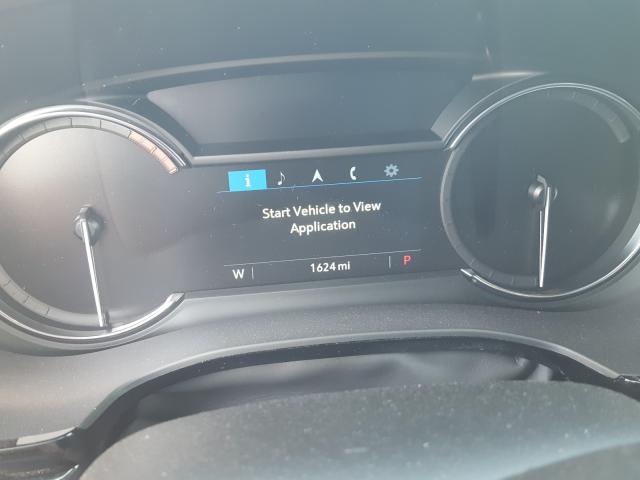 i
Start Vehicle to View
Application
W 1624 mi P